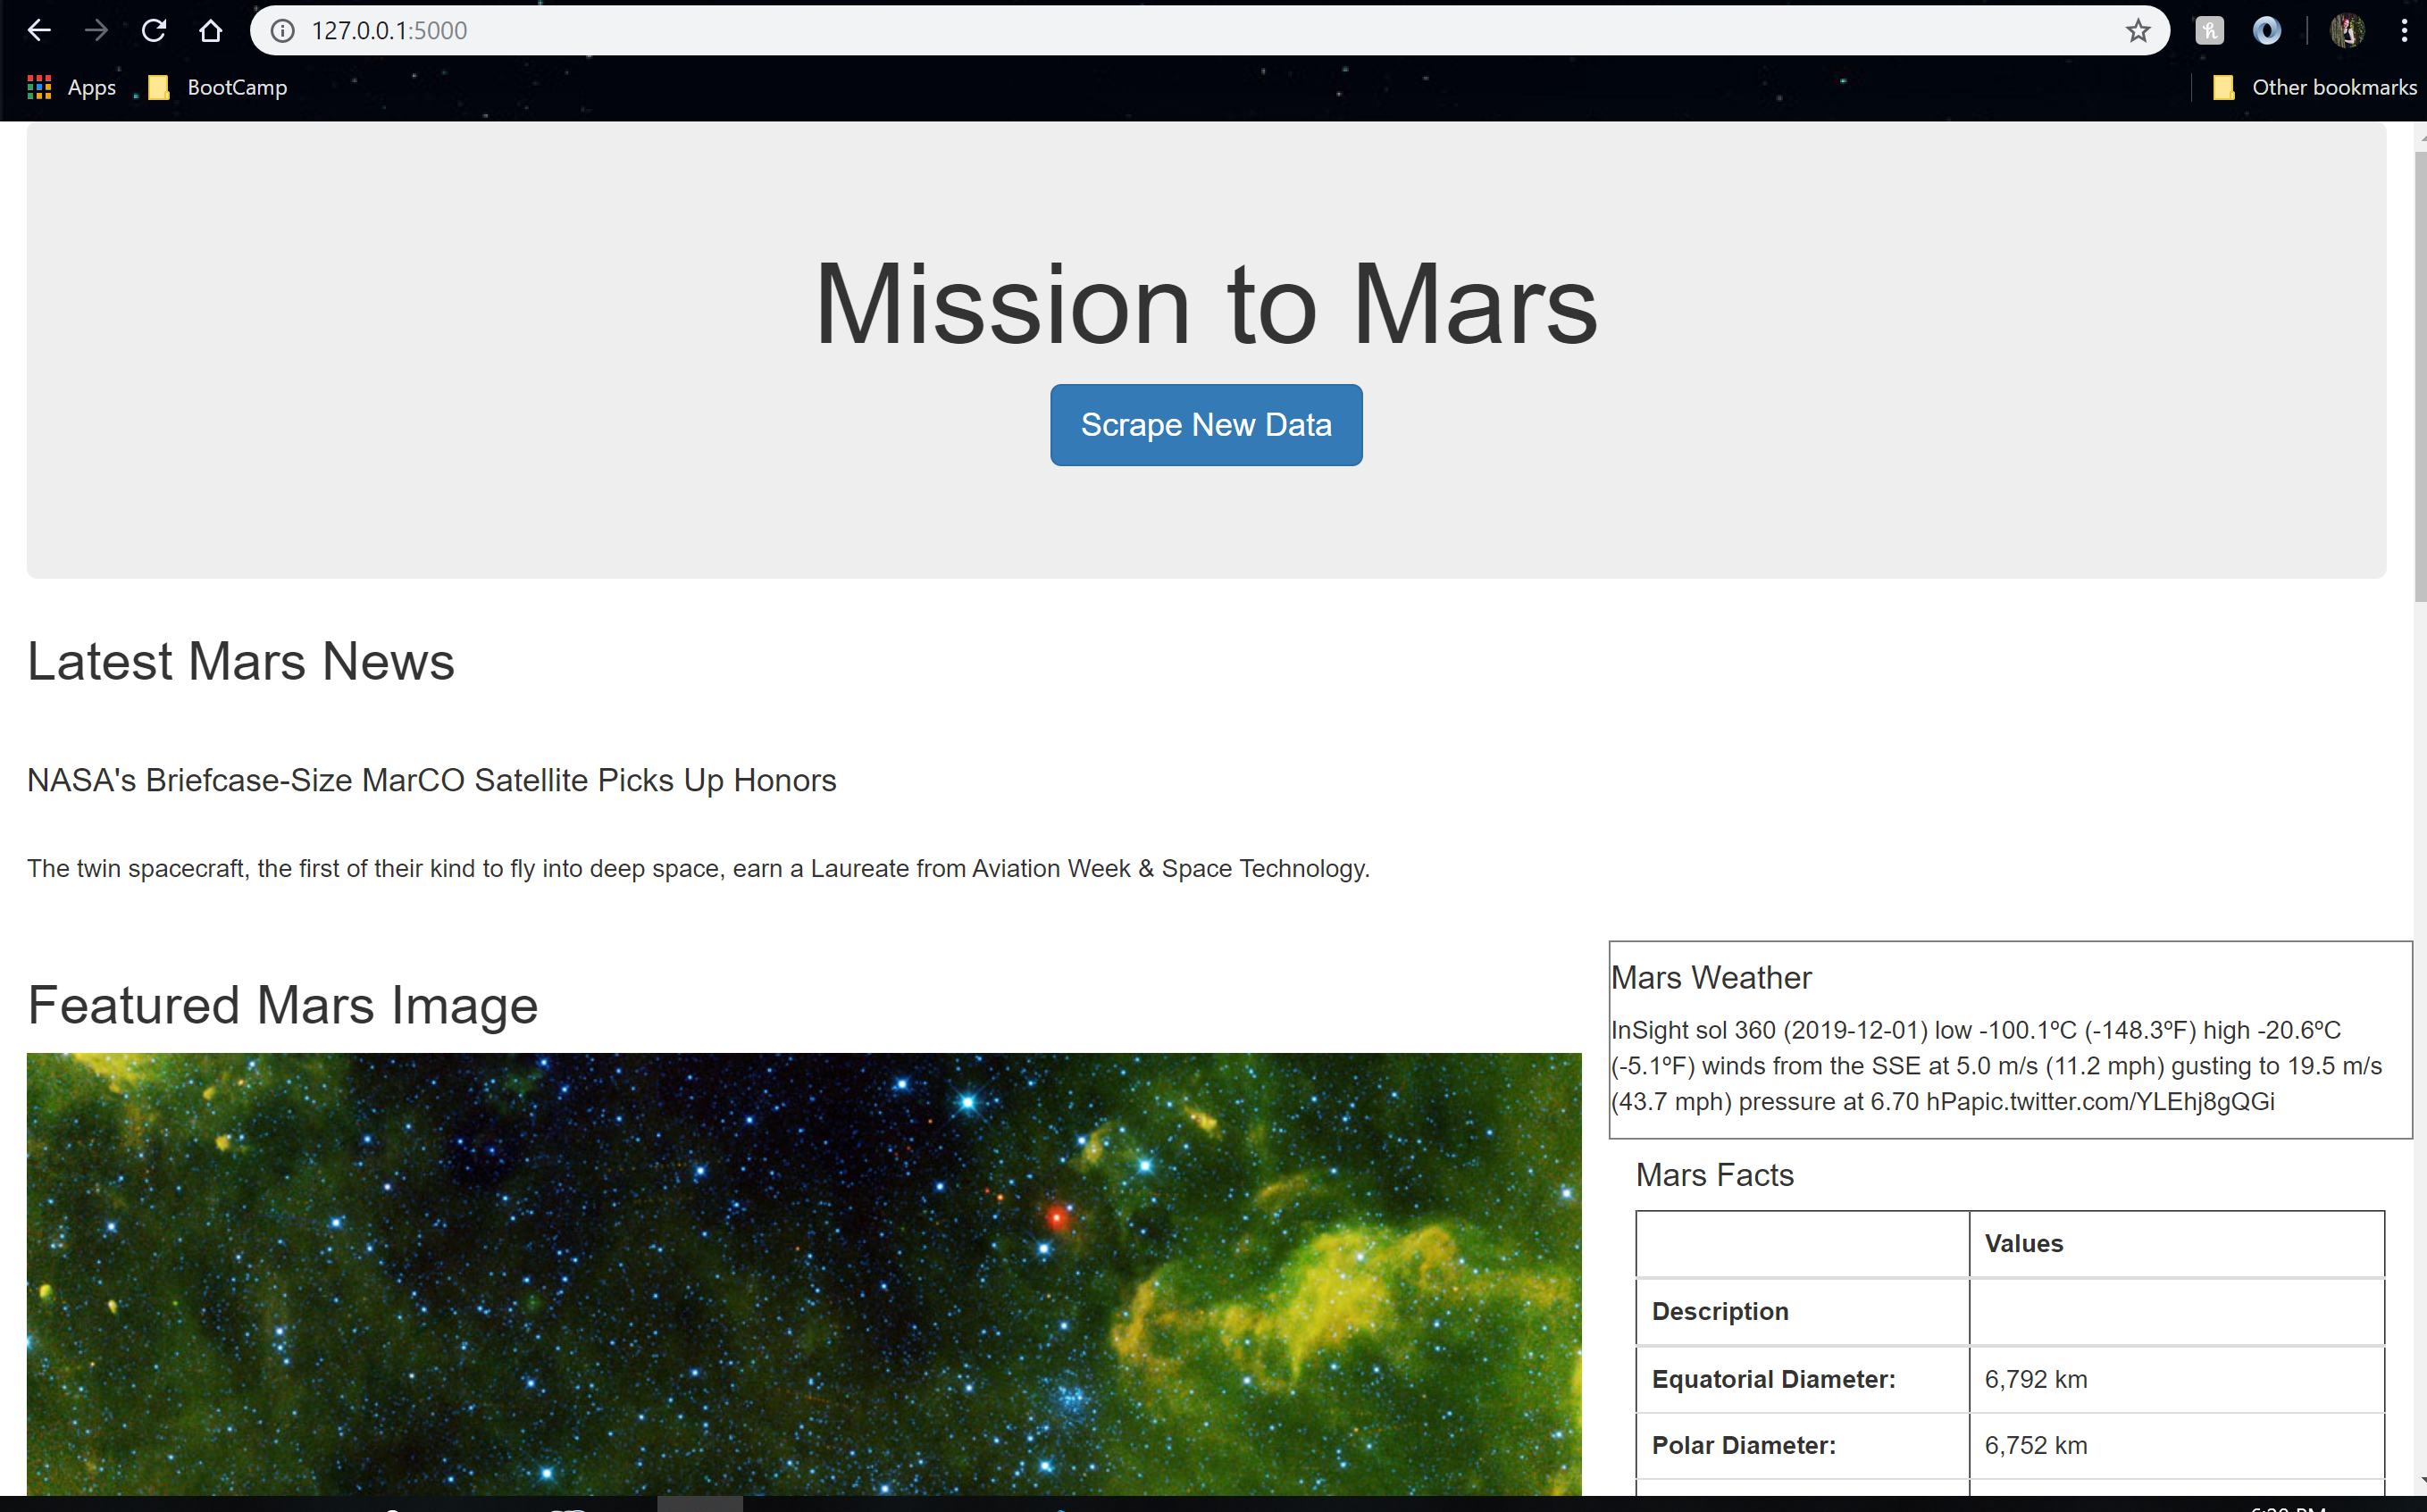 127.0.0.1:5000
Apps
BootCamp
Other bookmarks
Mission to Mars
Scrape New Data
Latest Mars News
NASA's Briefcase-Size MarCO Satellite Picks Up Honors
The twin spacecraft, the first of their kind to fly into deep space, earn a Laureate from Aviation Week & Space Technology.
Featured Mars Image
Mars Weather
InSight sol 360 (2019-12-01) low -100.1ºC (-148.3ºF) high -20.6ºC
(-5.1ºF) winds from the SSE at 5.0 m/s (11.2 mph) gusting to 19.5 m/s
(43.7 mph) pressure at 6.70 hPapic.twitter.com/YLEhj8gQGi
Mars Facts
Values
Description
Equatorial Diameter: 6,792 km
Polar Diameter: 6,752 km